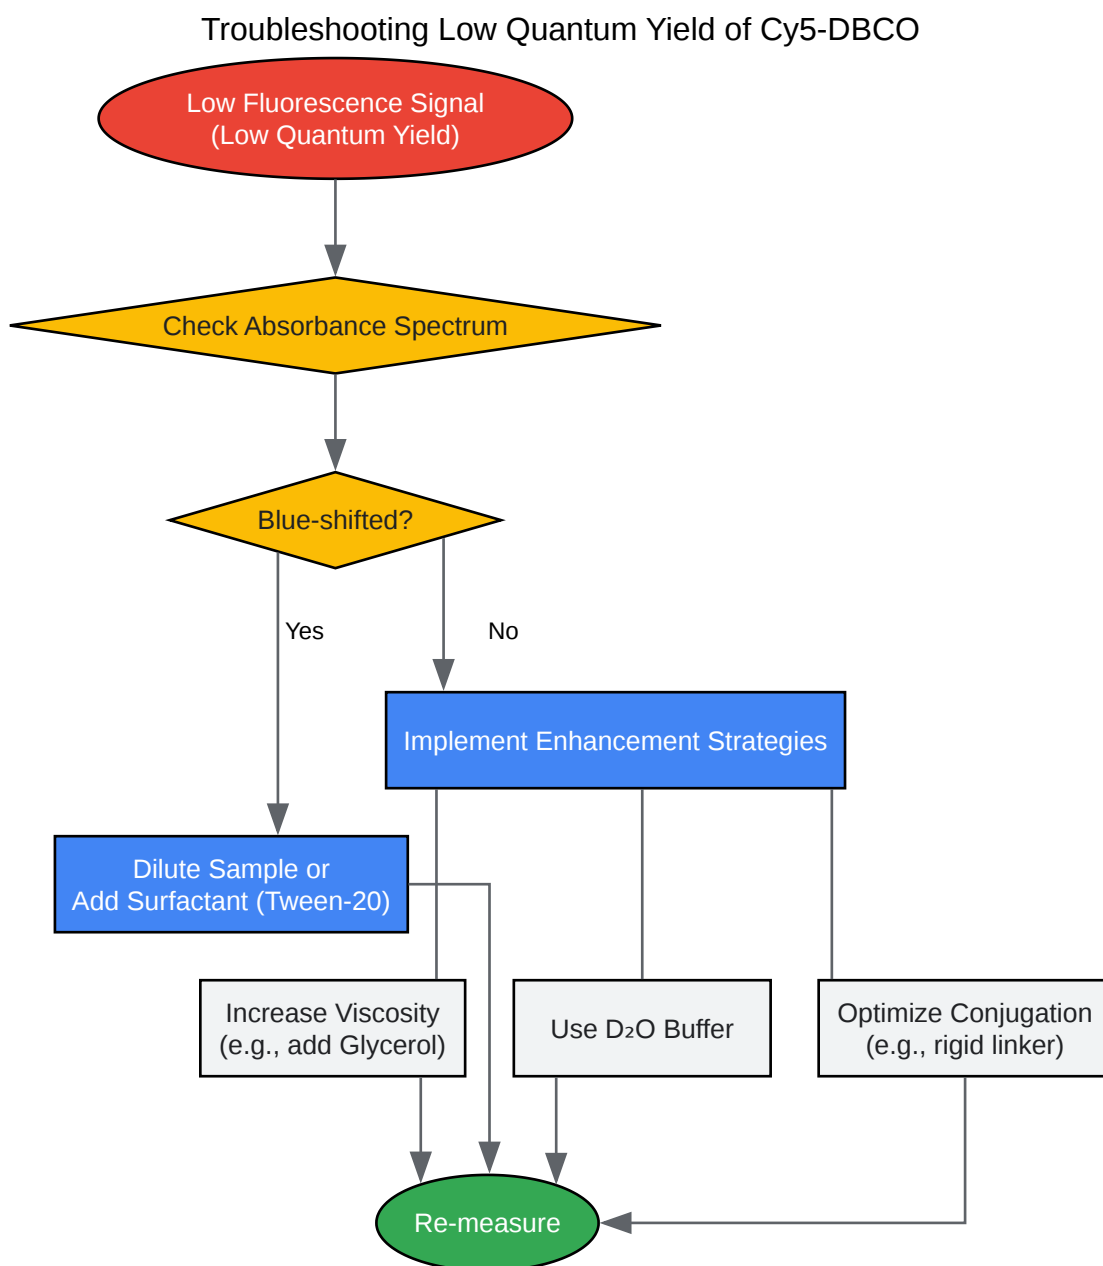 Troubleshooting Low Quantum Yield of Cy5-DBCO
Low Fluorescence Signal
(Low Quantum Yield)
Check Absorbance Spectrum
Blue-shifted?
Yes
No
Implement Enhancement Strategies
Dilute Sample or
Add Surfactant (Tween-20)
Increase Viscosity
(e.g., add Glycerol)
Use D₂O Buffer
Optimize Conjugation
(e.g., rigid linker)
Re-measure